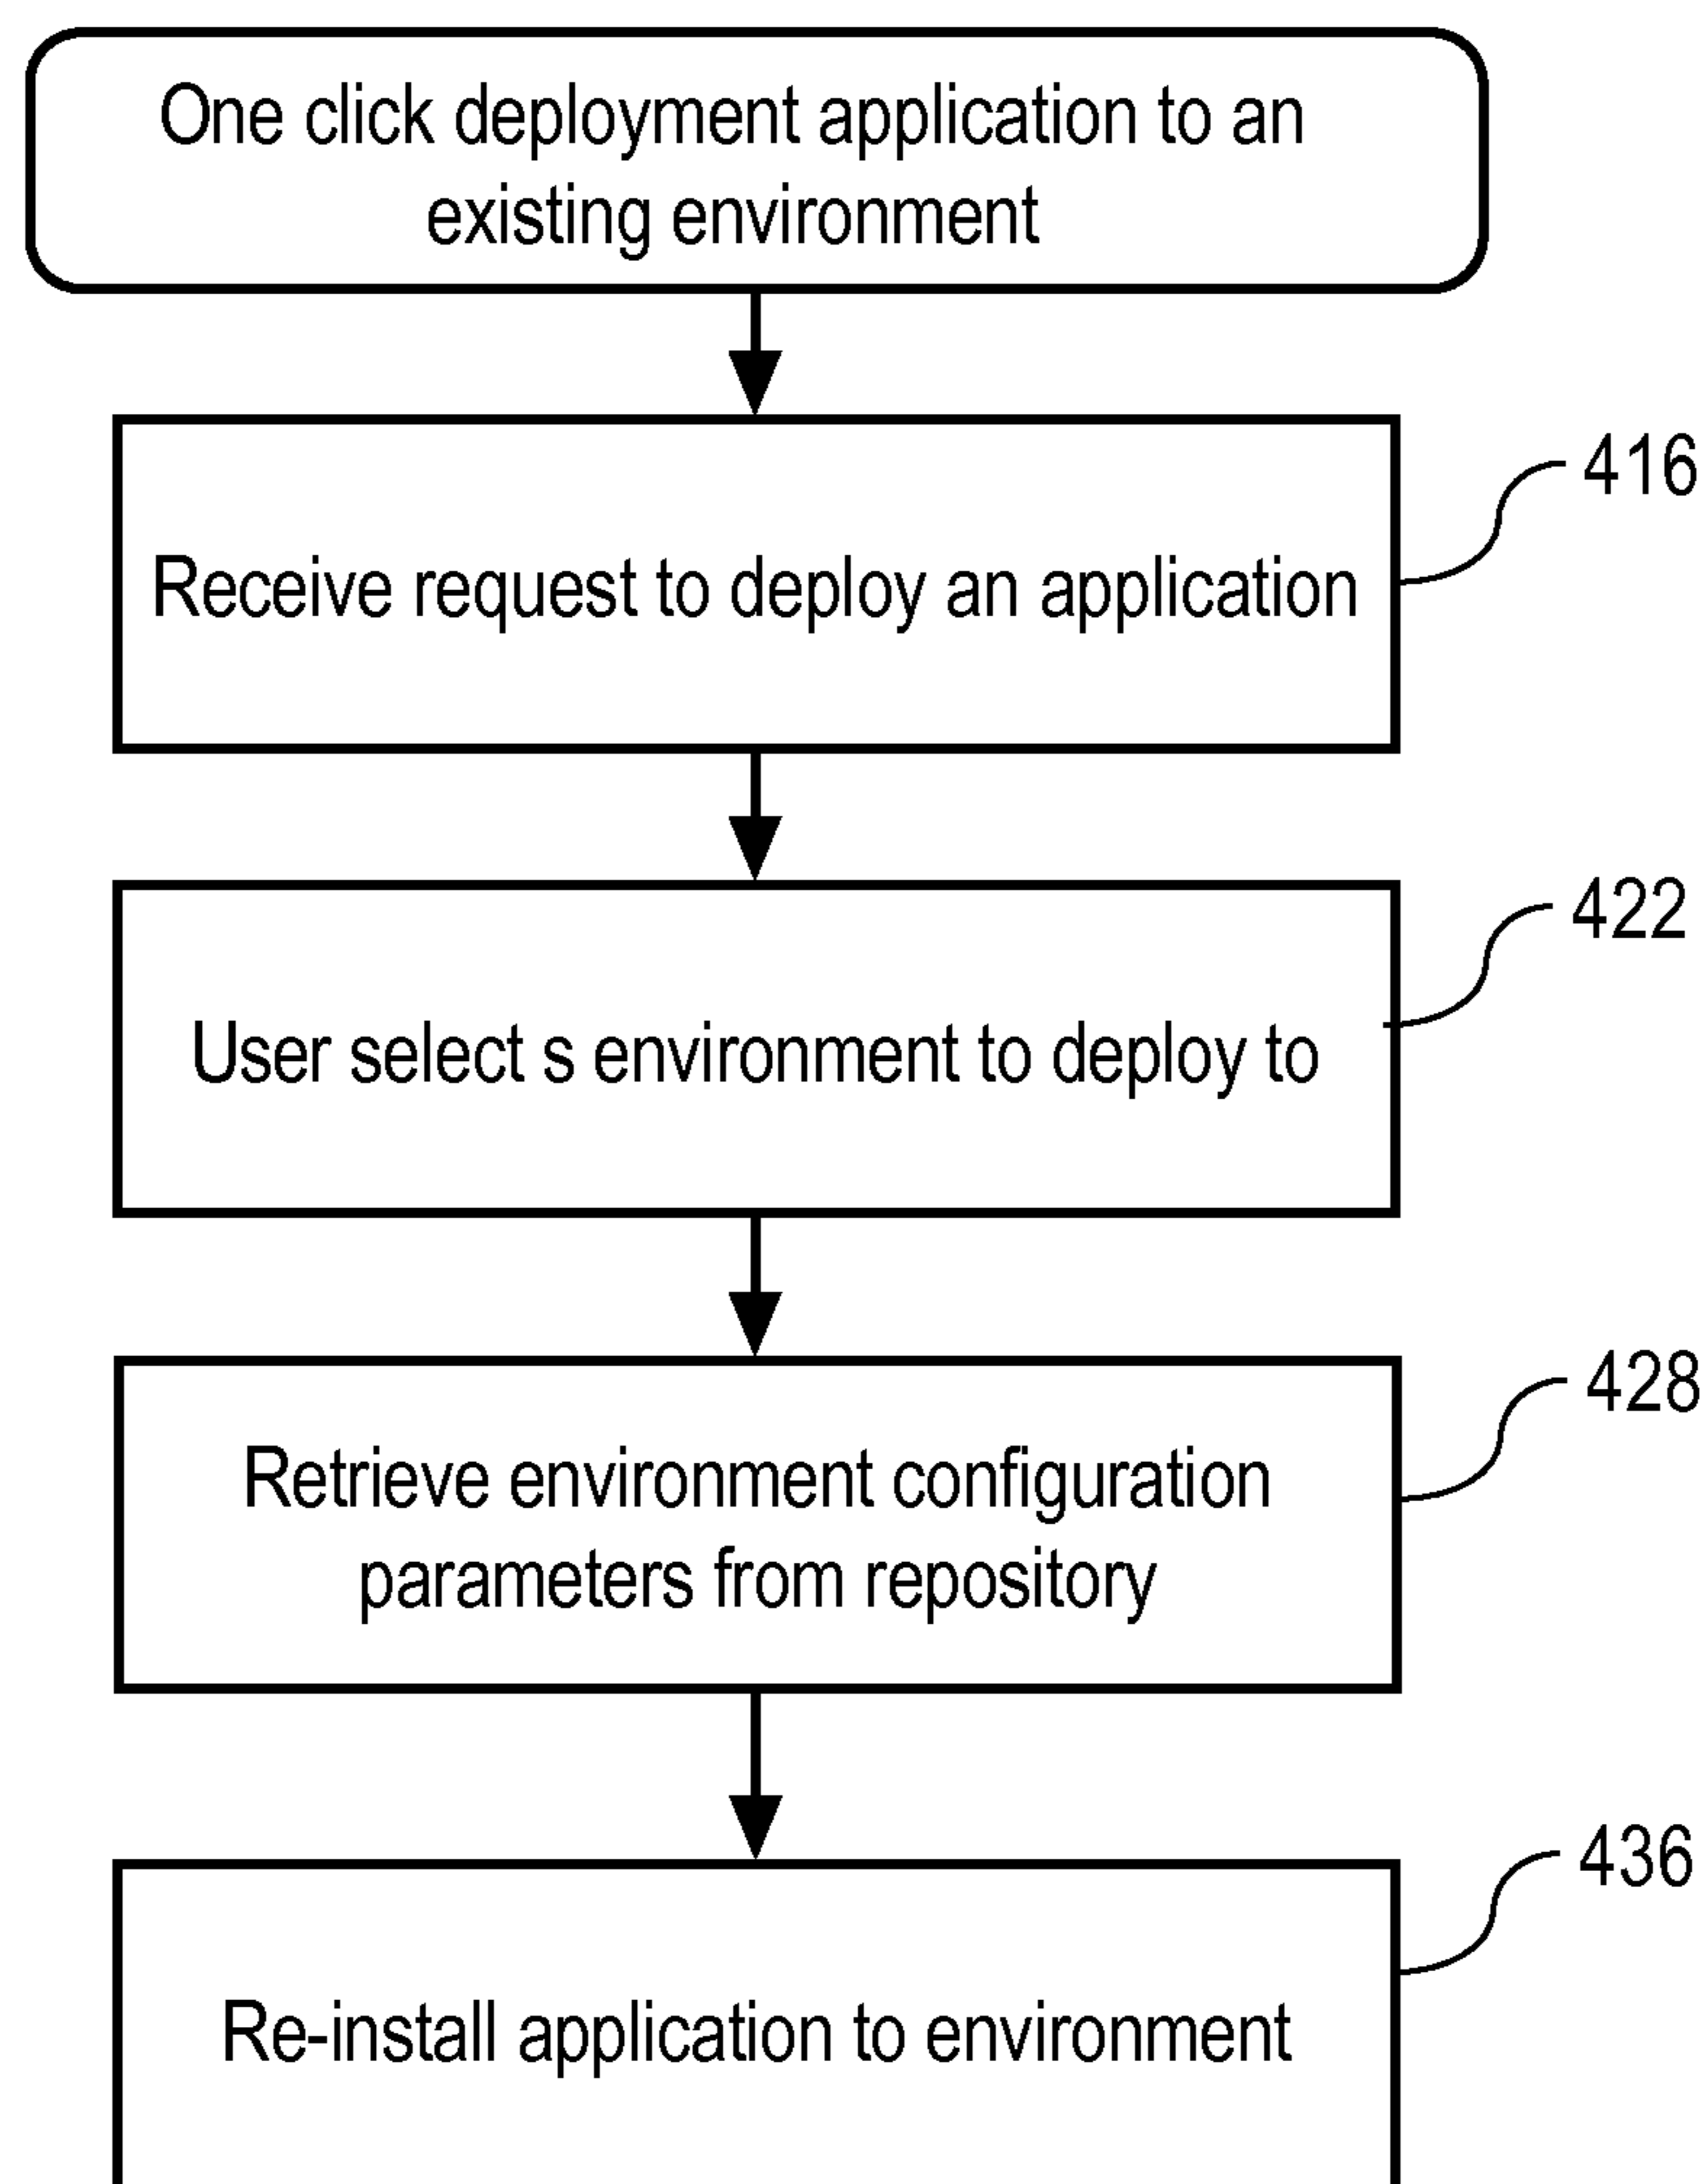 One click deployment application to an
existing environment
416
Receive request to deploy an application
422
User select s environment to deploy to
428
Retrieve environment configuration
parameters from repository
436
Re-install application to environment